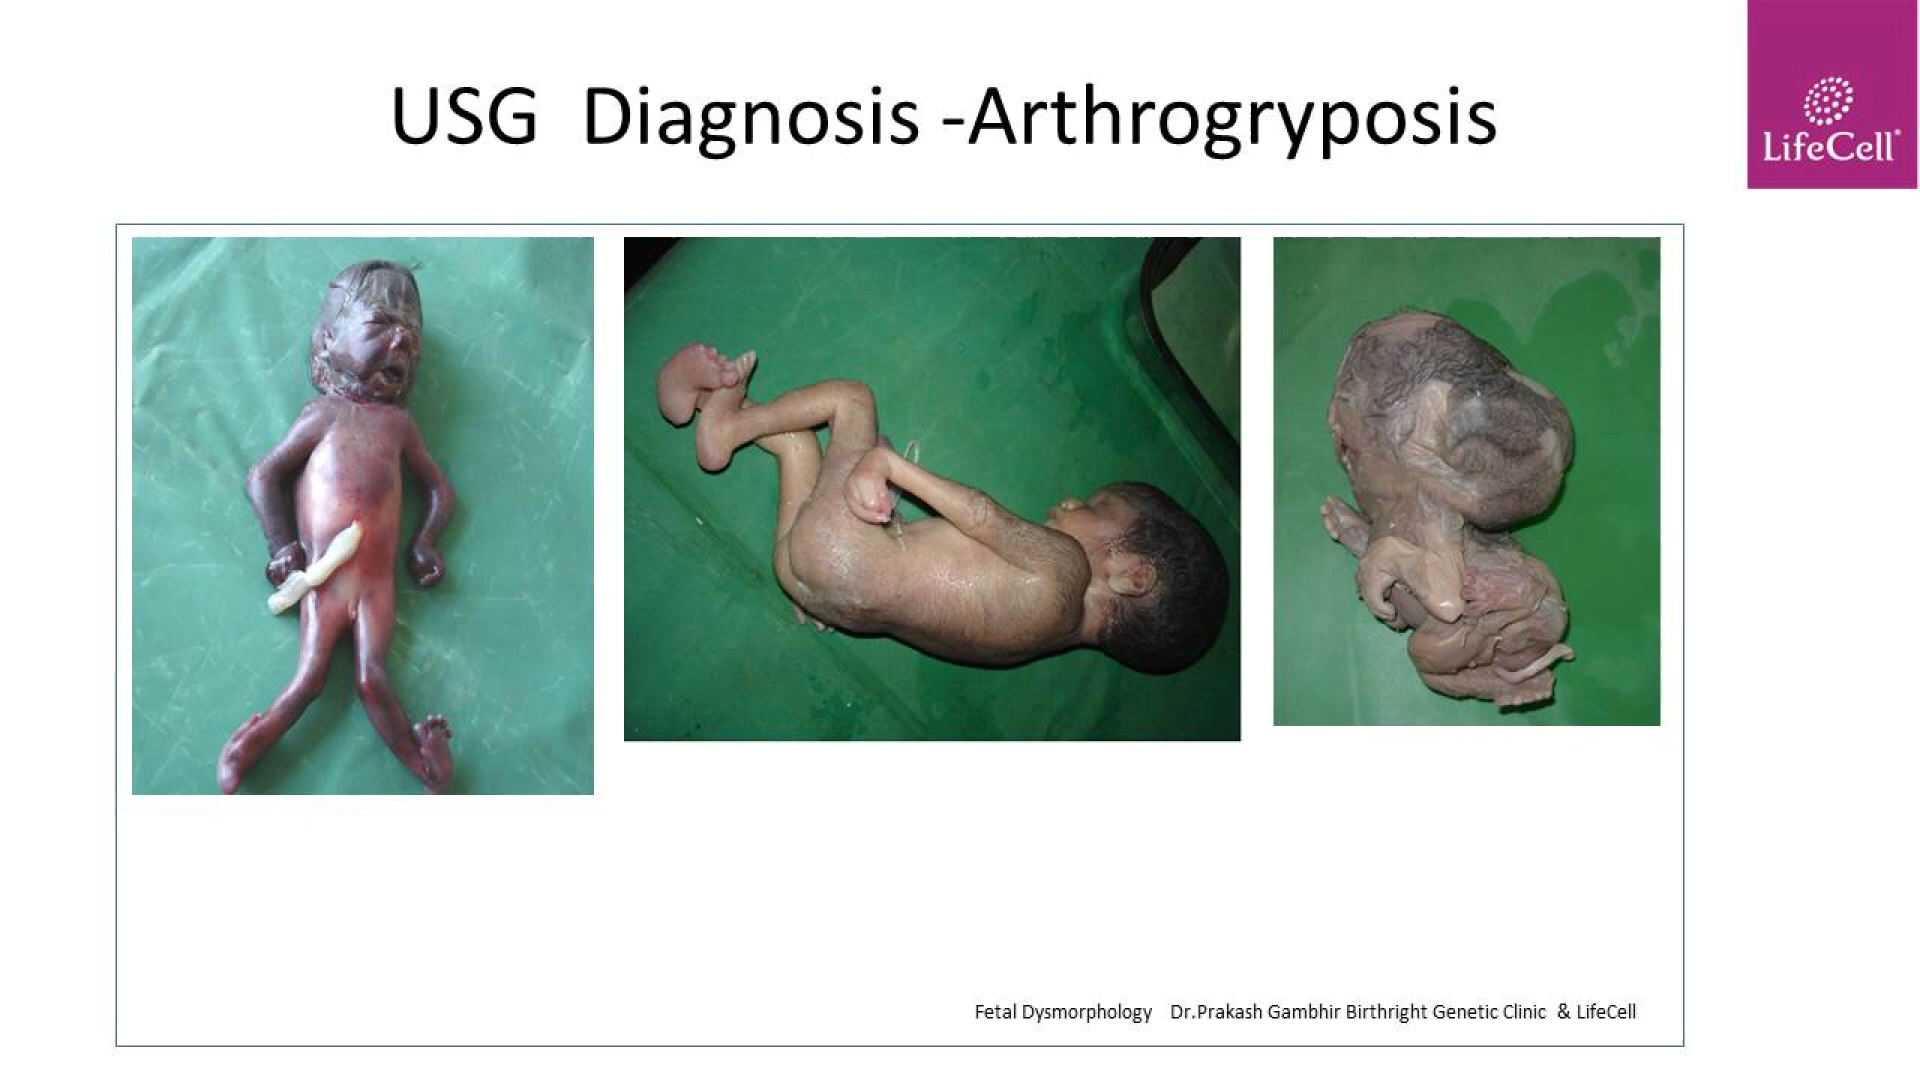 USG  Diagnosis -Arthrogryposis
LifeCell®
Fetal Dysmorphology   Dr.Prakash Gambhir Birthright Genetic Clinic  & LifeCell